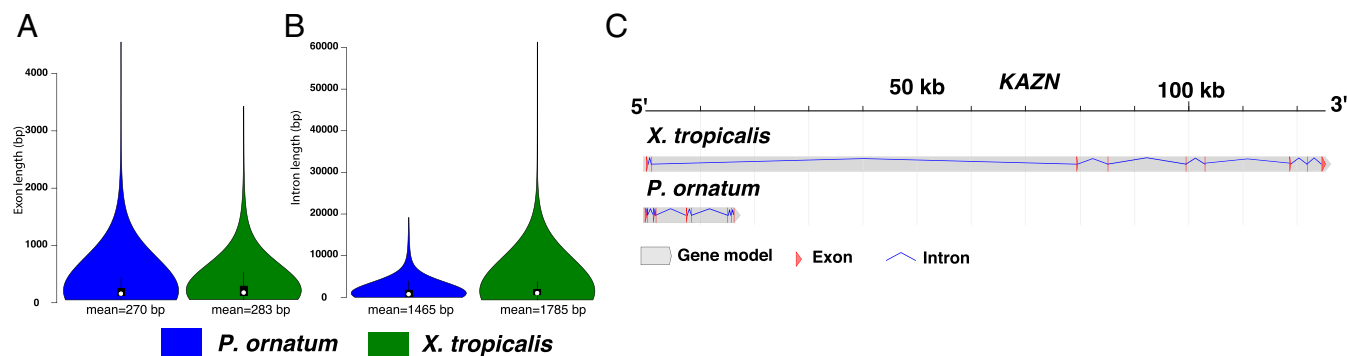 A
Exon length (bp)
4000
3000
2000
1000
0
mean=270 bp
mean=283 bp
B
Intron length (bp)
60000
50000
40000
30000
20000
10000
0
mean=1465 bp
mean=1785 bp
P. ornatum
X. tropicalis
C
KAZN
50 kb
100 kb
5'
3'
X. tropicalis
P. ornatum
Gene model
Exon
Intron